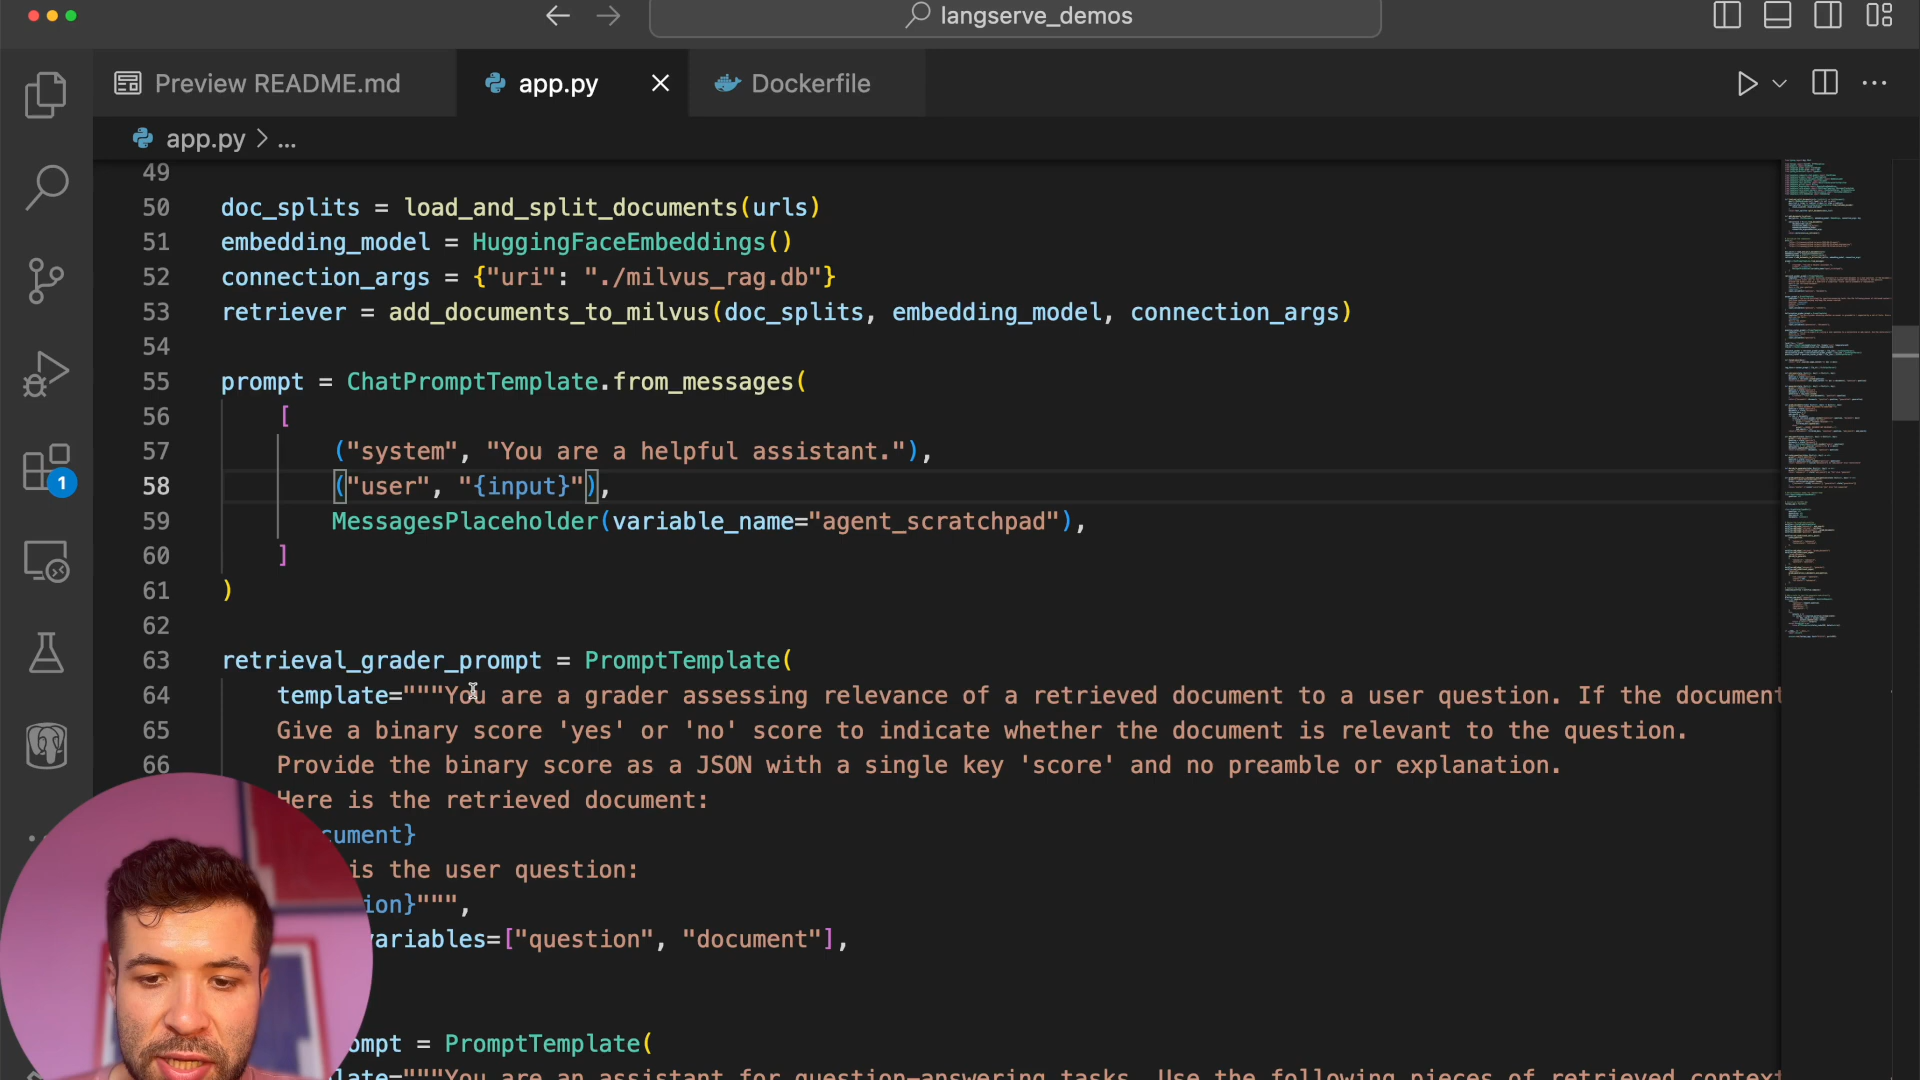 langserve_demos
Preview README.md
app.py
Dockerfile
app.py > ...
49
50 doc_splits = load_and_split_documents(urls)
51 embedding_model = HuggingFaceEmbeddings()
52 connection_args = {"uri": "./milvus_rag.db"}
53 retriever = add_documents_to_milvus(doc_splits, embedding_model, connection_args)
54
55 prompt = ChatPromptTemplate.from_messages(
56 [
57 ("system", "You are a helpful assistant."),
58 ("user", "{input}"),
59 MessagesPlaceholder(variable_name="agent_scratchpad"),
60 ]
61 )
62
63 retrieval_grader_prompt = PromptTemplate(
64 template="""You are a grader assessing relevance of a retrieved document to a user question. If the document
65 Give a binary score 'yes' or 'no' score to indicate whether the document is relevant to the question.
66 Provide the binary score as a JSON with a single key 'score' and no preamble or explanation.
Here is the retrieved document:
cument}
is the user question:
ion}""",
variables=["question", "document"],
ompt = PromptTemplate(
late="""You are an assistant for question-answering tasks. Use the following pieces of retrieved context
1